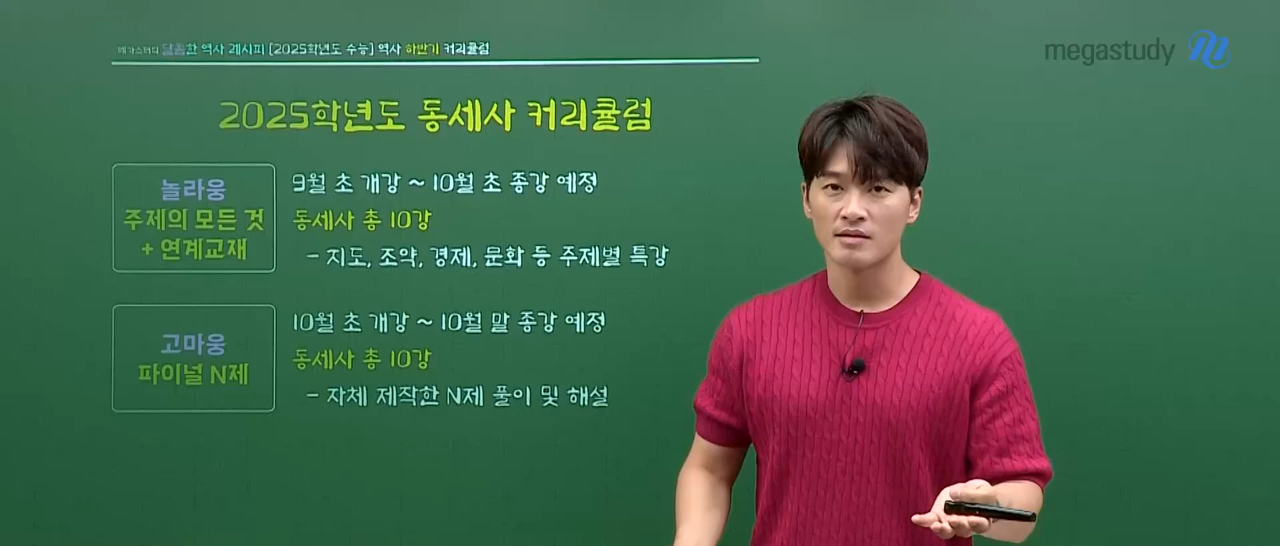 메가스터디 달콤한 역사 레시피 [2025학년도 수능] 역사 하반기 커리큘럼
megastudy
2025학년도 동세사 커리큘럼
놀라움
주제의 모든 것
+ 연계교재
9월 초 개강 ~ 10월 초 종강 예정
동세사 총 10강
- 지도, 조약, 경제, 문화 등 주제별 특강
고마움
파이널 N제
10월 초 개강 ~ 10월 말 종강 예정
동세사 총 10강
- 자체 제작한 N제 풀이 및 해설